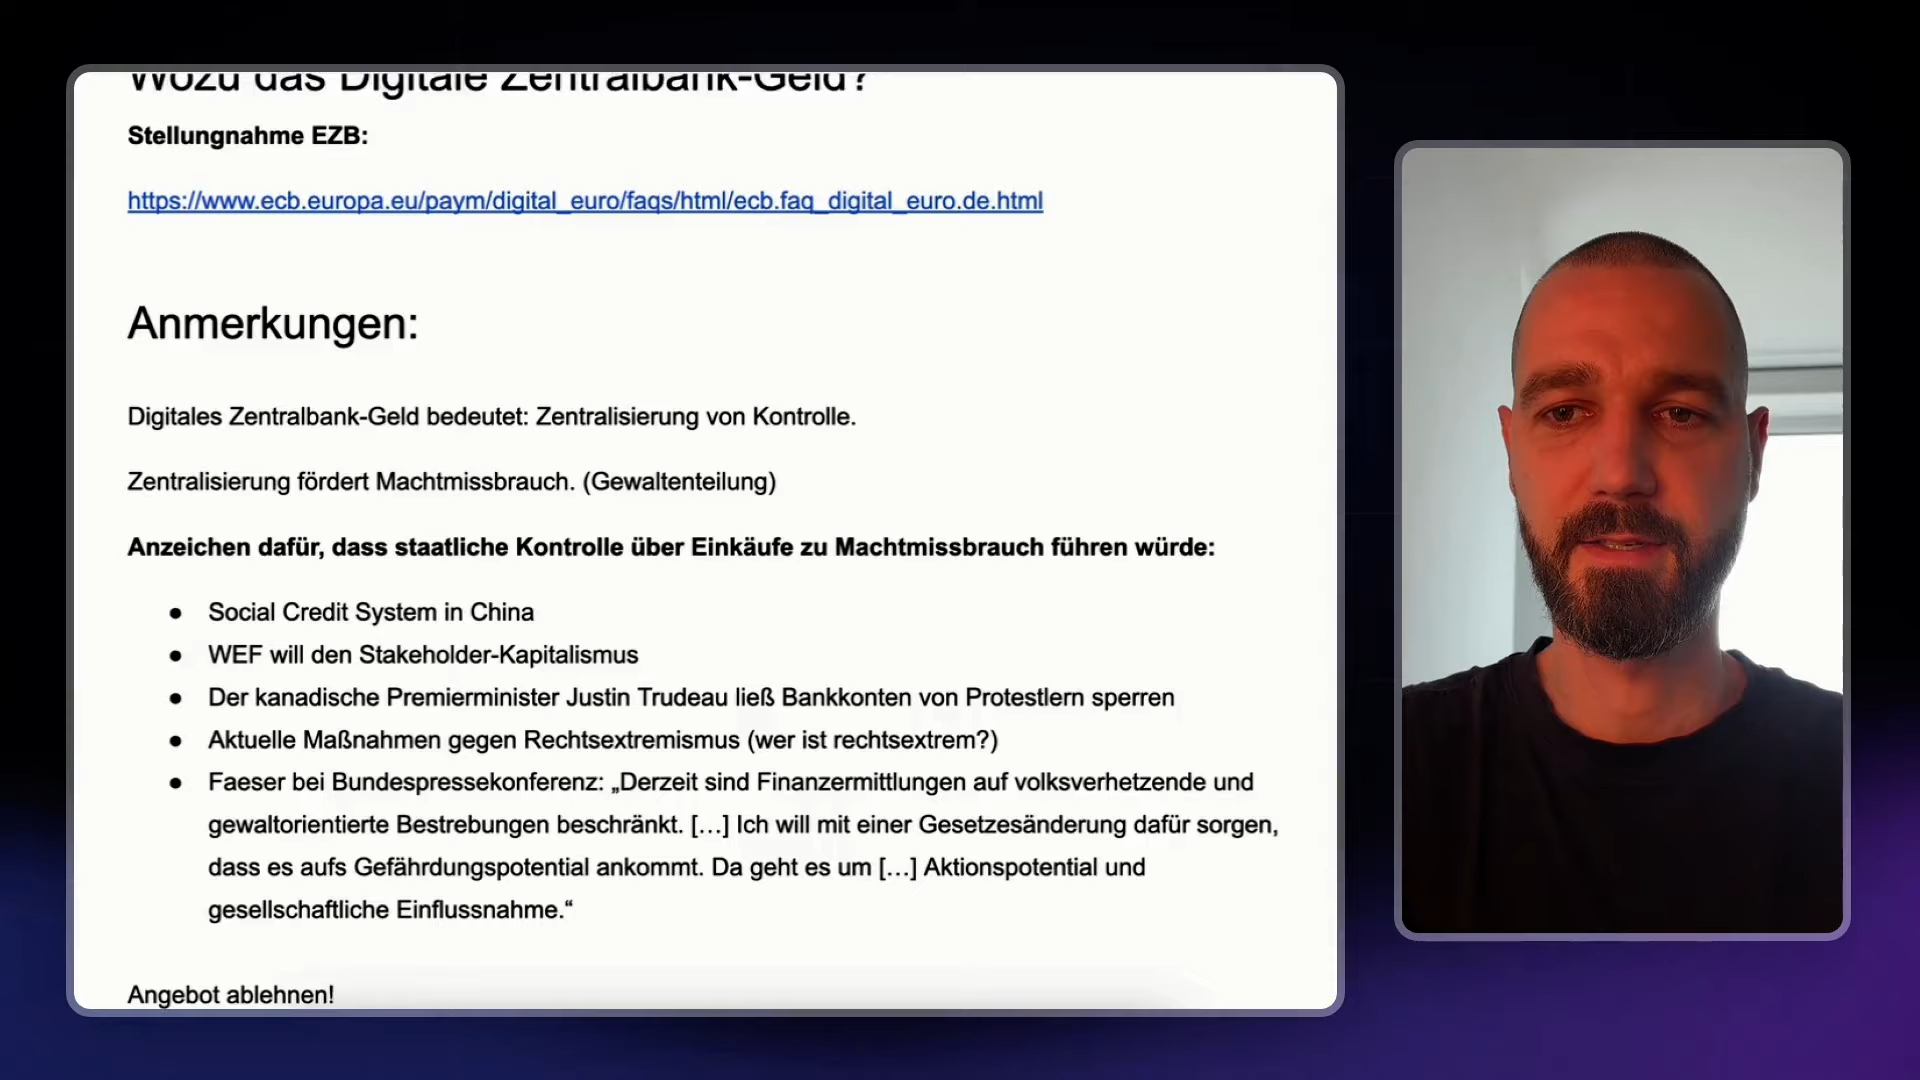 Wozu das Digitale Zentralbank-Geld?
Stellungnahme EZB:
https://www.ecb.europa.eu/paym/digital_euro/faqs/html/ecb.faq_digital_euro.de.html
Anmerkungen:
Digitales Zentralbank-Geld bedeutet: Zentralisierung von Kontrolle.
Zentralisierung fördert Machtmissbrauch. (Gewaltenteilung)
Anzeichen dafür, dass staatliche Kontrolle über Einkäufe zu Machtmissbrauch führen würde:
● Social Credit System in China
● WEF will den Stakeholder-Kapitalismus
● Der kanadische Premierminister Justin Trudeau ließ Bankkonten von Protestlern sperren
● Aktuelle Maßnahmen gegen Rechtsextremismus (wer ist rechtsextrem?)
● Faeser bei Bundespressekonferenz: „Derzeit sind Finanzermittlungen auf volksverhetzende und
gewaltorientierte Bestrebungen beschränkt. […] Ich will mit einer Gesetzesänderung dafür sorgen,
dass es aufs Gefährdungspotential ankommt. Da geht es um […] Aktionspotential und
gesellschaftliche Einflussnahme.“
Angebot ablehnen!